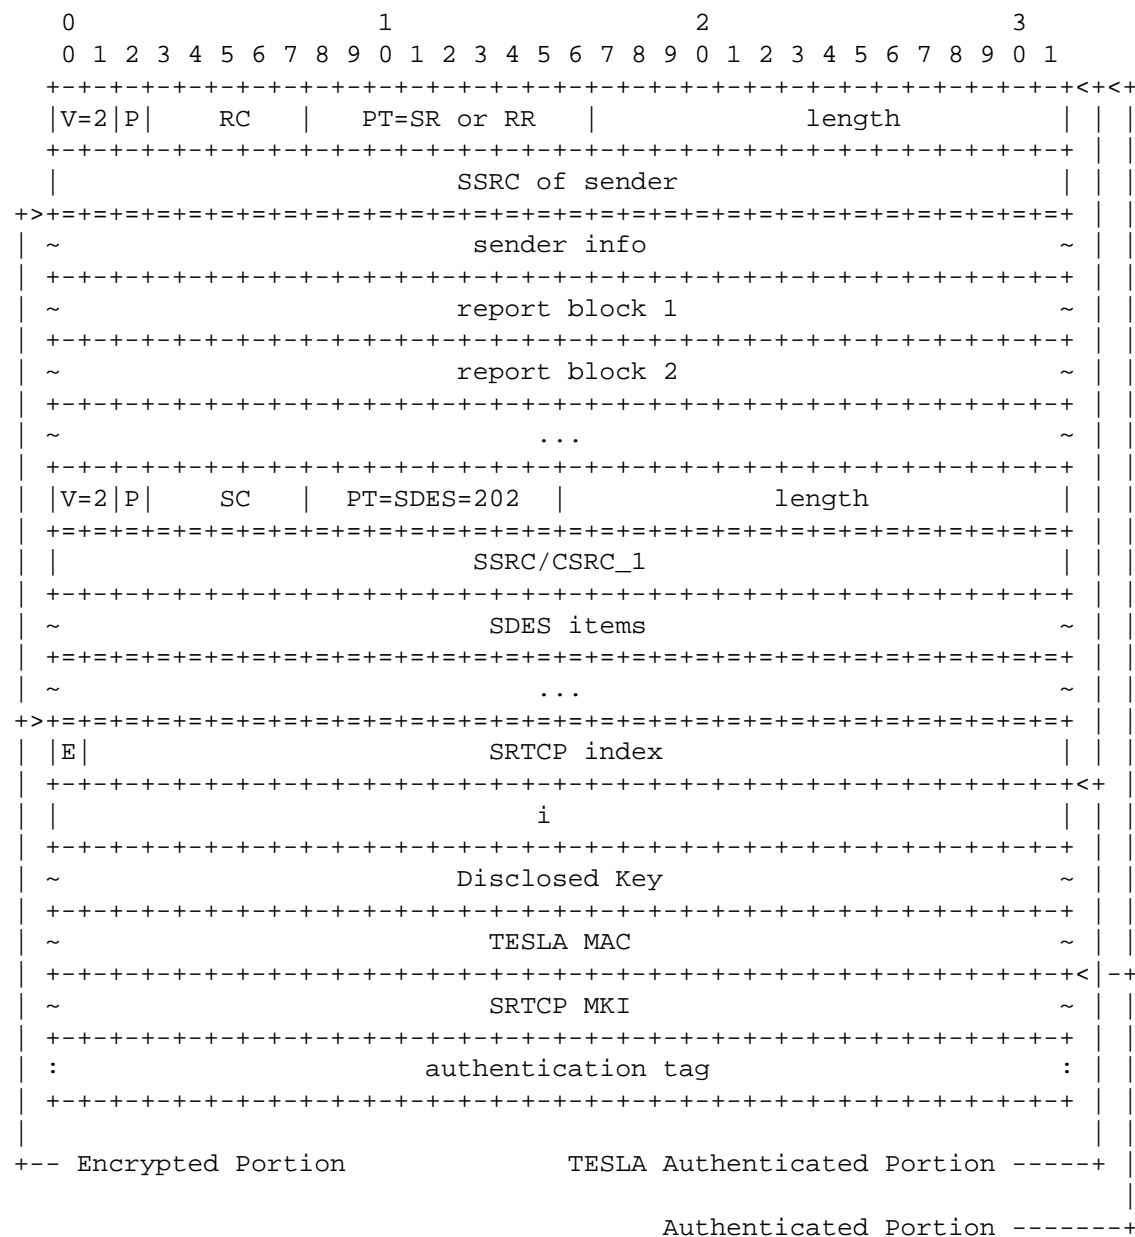 0                   1                   2                   3
    0 1 2 3 4 5 6 7 8 9 0 1 2 3 4 5 6 7 8 9 0 1 2 3 4 5 6 7 8 9 0 1
   +-+-+-+-+-+-+-+-+-+-+-+-+-+-+-+-+-+-+-+-+-+-+-+-+-+-+-+-+-+-+-+-+<+<+
   |V=2|P|    RC   |   PT=SR or RR   |             length          | | |
   +-+-+-+-+-+-+-+-+-+-+-+-+-+-+-+-+-+-+-+-+-+-+-+-+-+-+-+-+-+-+-+-+ | |
   |                         SSRC of sender                        | | |
 +>+=+=+=+=+=+=+=+=+=+=+=+=+=+=+=+=+=+=+=+=+=+=+=+=+=+=+=+=+=+=+=+=+ | |
 | ~                          sender info                          ~ | |
 | +-+-+-+-+-+-+-+-+-+-+-+-+-+-+-+-+-+-+-+-+-+-+-+-+-+-+-+-+-+-+-+-+ | |
 | ~                         report block 1                        ~ | |
 | +-+-+-+-+-+-+-+-+-+-+-+-+-+-+-+-+-+-+-+-+-+-+-+-+-+-+-+-+-+-+-+-+ | |
 | ~                         report block 2                        ~ | |
 | +-+-+-+-+-+-+-+-+-+-+-+-+-+-+-+-+-+-+-+-+-+-+-+-+-+-+-+-+-+-+-+-+ | |
 | ~                              ...                              ~ | |
 | +-+-+-+-+-+-+-+-+-+-+-+-+-+-+-+-+-+-+-+-+-+-+-+-+-+-+-+-+-+-+-+-+ | |
 | |V=2|P|    SC   |  PT=SDES=202  |             length            | | |
 | +=+=+=+=+=+=+=+=+=+=+=+=+=+=+=+=+=+=+=+=+=+=+=+=+=+=+=+=+=+=+=+=+ | |
 | |                          SSRC/CSRC_1                          | | |
 | +-+-+-+-+-+-+-+-+-+-+-+-+-+-+-+-+-+-+-+-+-+-+-+-+-+-+-+-+-+-+-+-+ | |
 | ~                           SDES items                          ~ | |
 | +=+=+=+=+=+=+=+=+=+=+=+=+=+=+=+=+=+=+=+=+=+=+=+=+=+=+=+=+=+=+=+=+ | |
 | ~                              ...                              ~ | |
 +>+=+=+=+=+=+=+=+=+=+=+=+=+=+=+=+=+=+=+=+=+=+=+=+=+=+=+=+=+=+=+=+=+ | |
 | |E|                         SRTCP index                         | | |
 | +-+-+-+-+-+-+-+-+-+-+-+-+-+-+-+-+-+-+-+-+-+-+-+-+-+-+-+-+-+-+-+-+<+ |
 | |                              i                                | | |
 | +-+-+-+-+-+-+-+-+-+-+-+-+-+-+-+-+-+-+-+-+-+-+-+-+-+-+-+-+-+-+-+-+ | |
 | ~                         Disclosed Key                         ~ | |
 | +-+-+-+-+-+-+-+-+-+-+-+-+-+-+-+-+-+-+-+-+-+-+-+-+-+-+-+-+-+-+-+-+ | |
 | ~                           TESLA MAC                           ~ | |
 | +-+-+-+-+-+-+-+-+-+-+-+-+-+-+-+-+-+-+-+-+-+-+-+-+-+-+-+-+-+-+-+-+<|-+
 | ~                           SRTCP MKI                           ~ | |
 | +-+-+-+-+-+-+-+-+-+-+-+-+-+-+-+-+-+-+-+-+-+-+-+-+-+-+-+-+-+-+-+-+ | |
 | :                       authentication tag                      : | |
 | +-+-+-+-+-+-+-+-+-+-+-+-+-+-+-+-+-+-+-+-+-+-+-+-+-+-+-+-+-+-+-+-+ | |
 |                                                                   | |
 +-- Encrypted Portion              TESLA Authenticated Portion -----+ |
                                                                       |
                                          Authenticated Portion -------+